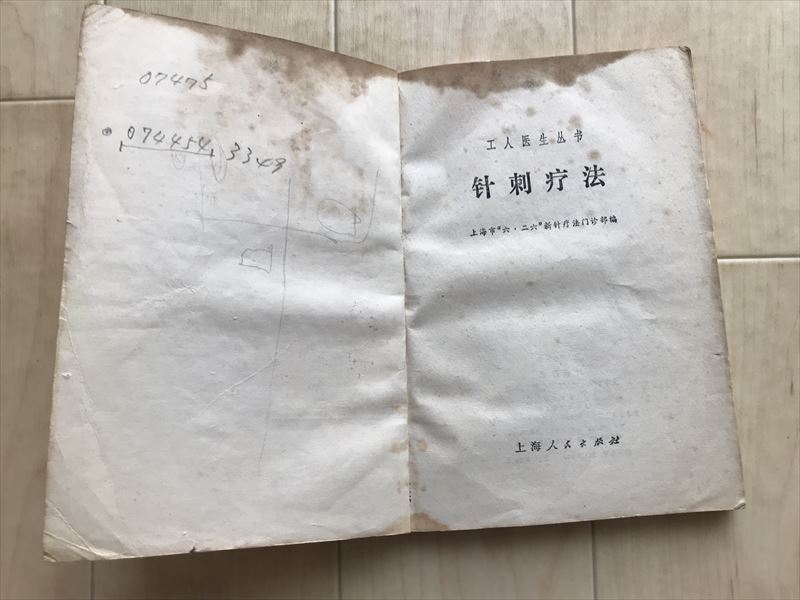 07475
074454 3349
工人医生丛书
针刺疗法
上海市“六·二六”新针疗法门诊部编
上海人民出版社